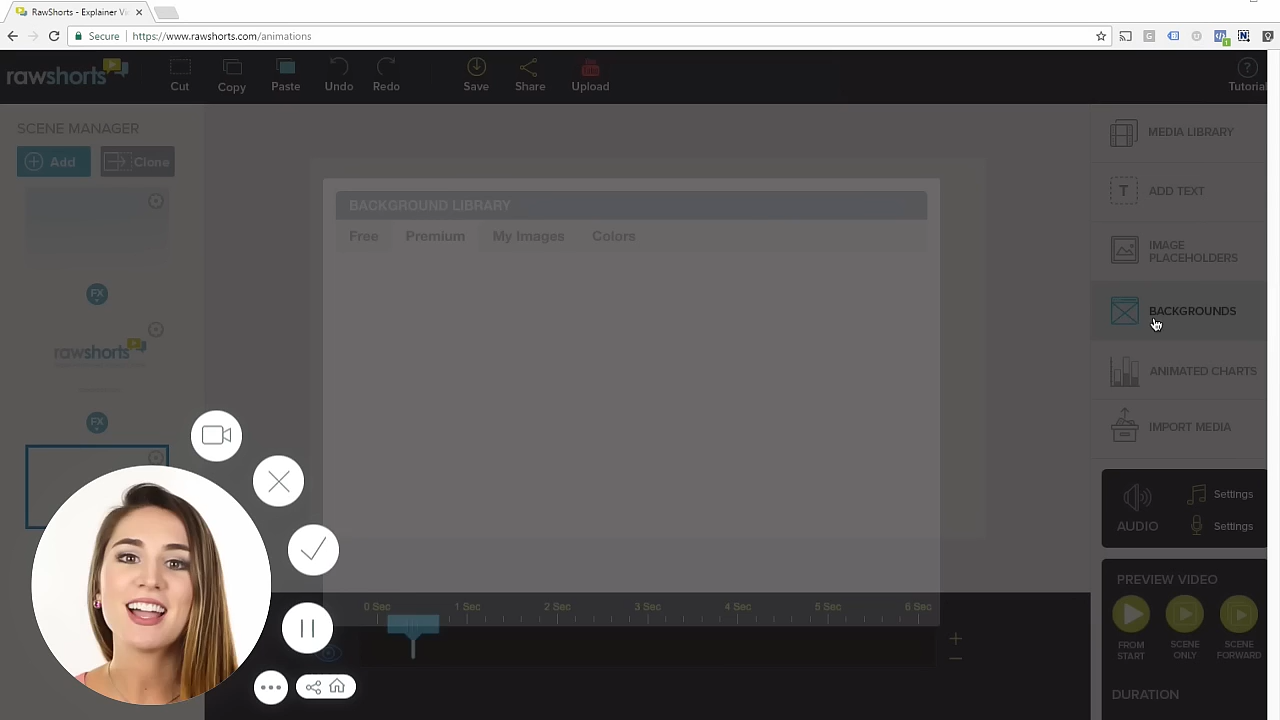 RawShorts - Explainer Vi
Secure
https://www.rawshorts.com/animations
rawshorts
Cut
Copy
Paste
Undo
Redo
Save
Share
Upload
Tutorial
SCENE MANAGER
Add
Clone
FX
rawshorts
FX
BACKGROUND LIBRARY
Free
Premium
My Images
Colors
MEDIA LIBRARY
T
ADD TEXT
IMAGE
PLACEHOLDERS
BACKGROUNDS
ANIMATED CHARTS
IMPORT MEDIA
AUDIO
Settings
Settings
PREVIEW VIDEO
FROM
START
SCENE
ONLY
SCENE
FORWARD
DURATION
0 Sec
1 Sec
2 Sec
3 Sec
4 Sec
5 Sec
6 Sec